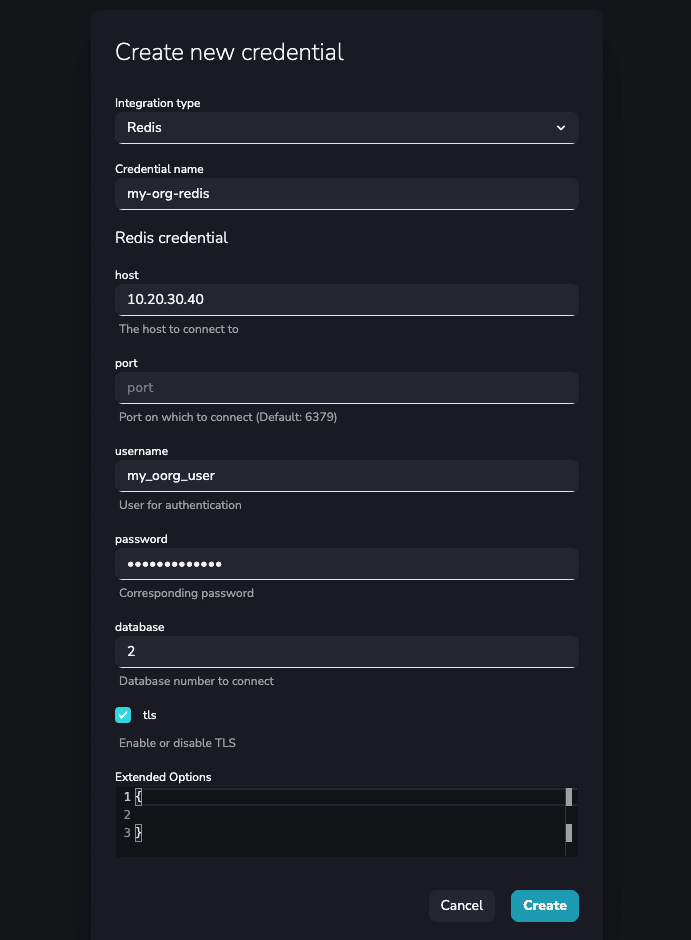 Create new credential
Integration type
Redis
Credential name
my-org-redis
Redis credential
host
10.20.30.40
The host to connect to
port
port
Port on which to connect (Default: 6379)
username
my_oorg_user
User for authentication
password
•••••••••••••
Corresponding password
database
2
Database number to connect
tls
Enable or disable TLS
Extended Options
1 {
2
3 }
Cancel
Create